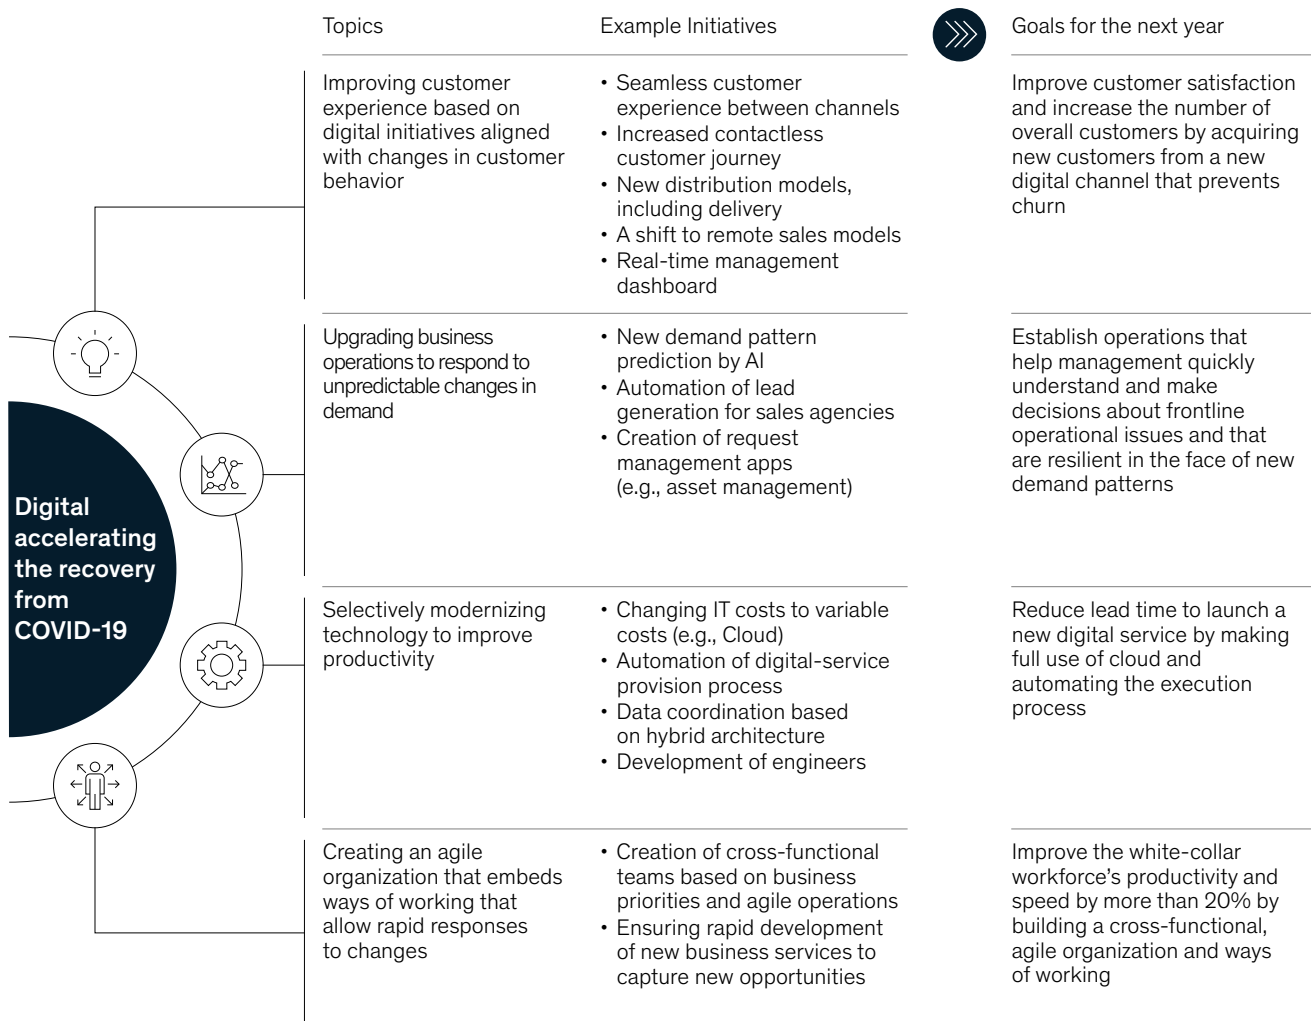 Topics
Example Initiatives
Goals for the next year
Digital
accelerating
the recovery
from
COVID-19
Improving customer
experience based on
digital initiatives aligned
with changes in customer
behavior
• Seamless customer
experience between channels
• Increased contactless
customer journey
• New distribution models,
including delivery
• A shift to remote sales models
• Real-time management
dashboard
Improve customer satisfaction
and increase the number of
overall customers by acquiring
new customers from a new
digital channel that prevents
churn
Upgrading business
operations to respond to
unpredictable changes in
demand
• New demand pattern
prediction by AI
• Automation of lead
generation for sales agencies
• Creation of request
management apps
(e.g., asset management)
Establish operations that
help management quickly
understand and make
decisions about frontline
operational issues and that
are resilient in the face of new
demand patterns
Selectively modernizing
technology to improve
productivity
• Changing IT costs to variable
costs (e.g., Cloud)
• Automation of digital-service
provision process
• Data coordination based
on hybrid architecture
• Development of engineers
Reduce lead time to launch a
new digital service by making
full use of cloud and
automating the execution
process
Creating an agile
organization that embeds
ways of working that
allow rapid responses
to changes
• Creation of cross-functional
teams based on business
priorities and agile operations
• Ensuring rapid development
of new business services to
capture new opportunities
Improve the white-collar
workforce’s productivity and
speed by more than 20% by
building a cross-functional,
agile organization and ways
of working